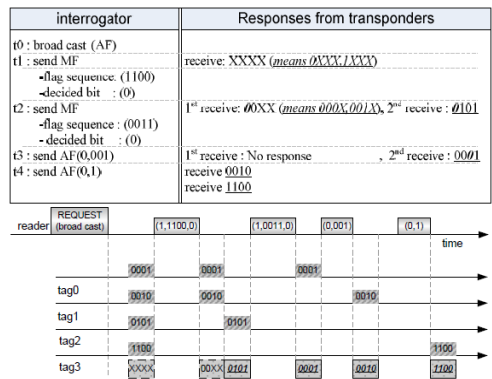 interrogator
Responses from transponders
t0 : broad cast (AF)
t1 : send MF
-flag sequence: (1100)
-decided bit : (0)
receive: XXXX (means 0XXX,1XXX)
t2 : send MF
-flag sequence : (0011)
- decided bit : (0)
1st receive: 00XX (means 000X,001X), 2nd receive : 0101
t3 : send AF(0,001)
1st receive : No response , 2nd receive : 0001
t4 : send AF(0,1)
receive 0010
receive 1100
REQUEST
(broad cast)
reader
(1,1100,0)
(1,0011,0)
(0,001)
(0,1)
time
0001
0001
0001
tag0
0010
0010
0010
tag1
0101
0101
tag2
1100
1100
tag3
XXXX
00XX
0101
0001
0010
1100